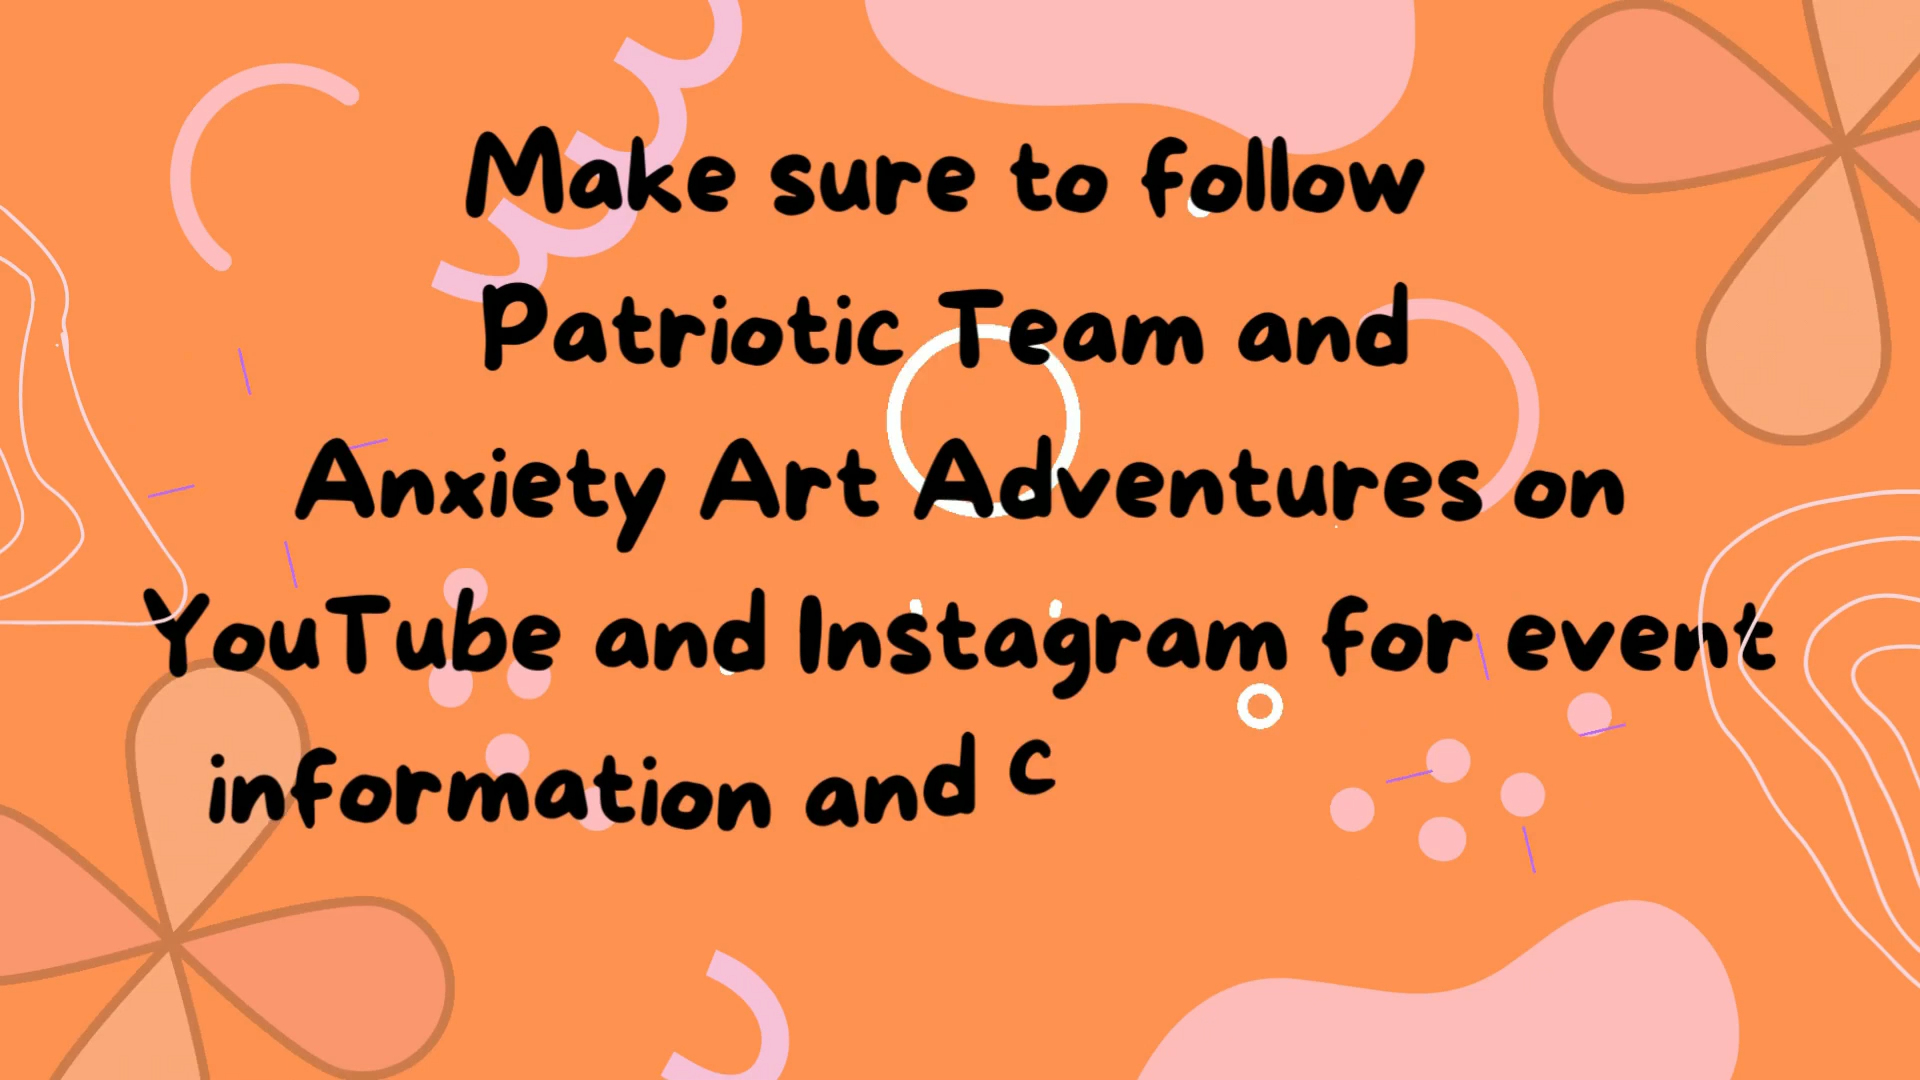 Make sure to follow
Patriotic Team and
Anxiety Art Adventures on
YouTube and Instagram for event
information and c